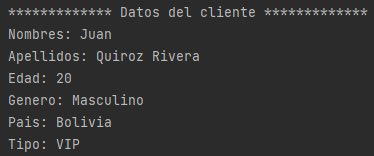 ************* Datos del cliente *************
Nombres: Juan
Apellidos: Quiroz Rivera
Edad: 20
Genero: Masculino
Pais: Bolivia
Tipo: VIP